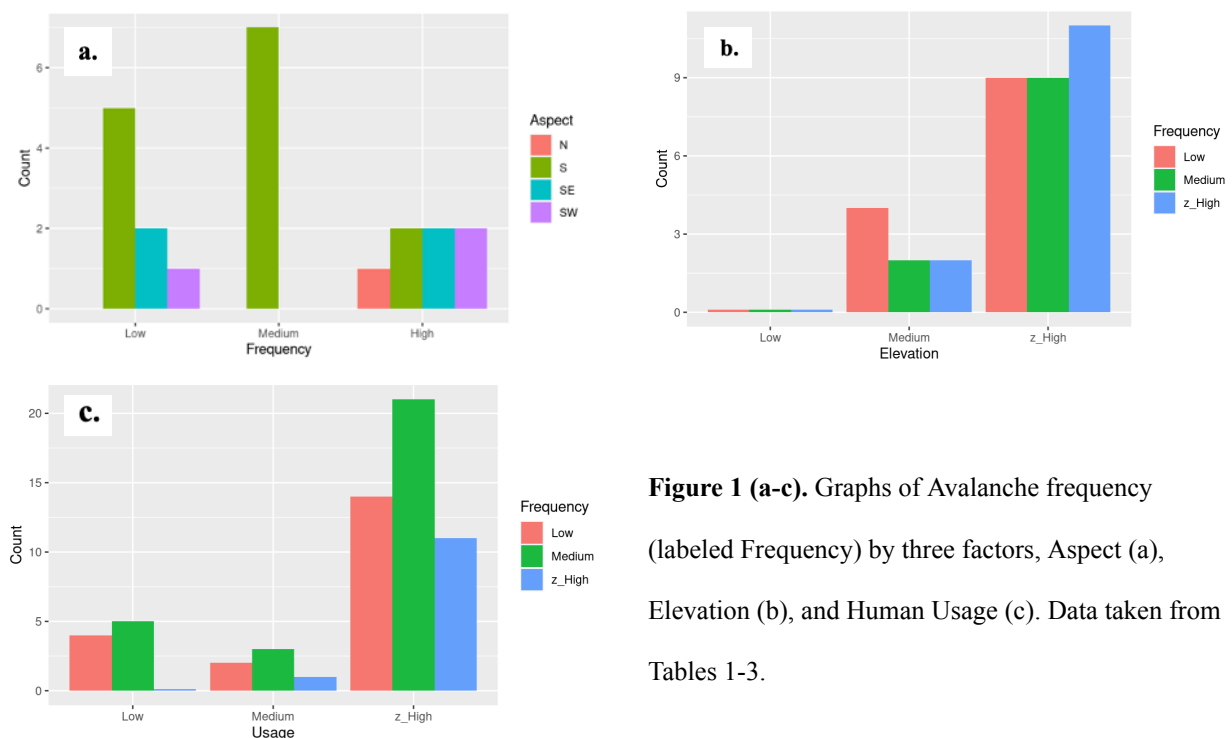 a.
6
4
2
0
Count
Low
Medium
High
Frequency
Aspect
N
S
SE
SW
b.
9
6
3
0
Count
Low
Medium
z_High
Elevation
Frequency
Low
Medium
z_High
c.
20
15
10
5
0
Count
Low
Medium
z_High
Usage
Frequency
Low
Medium
z_High
Figure 1 (a-c). Graphs of Avalanche frequency
(labeled Frequency) by three factors, Aspect (a),
Elevation (b), and Human Usage (c). Data taken from
Tables 1-3.